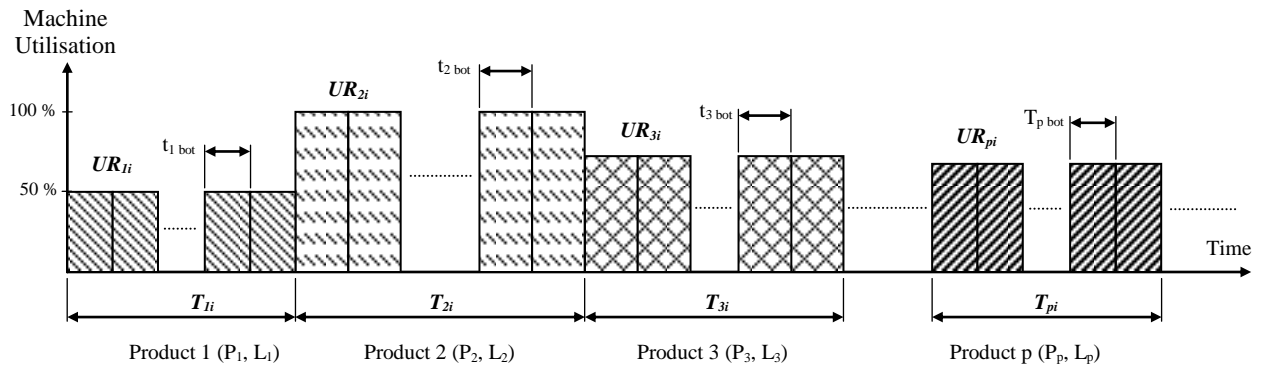 Machine
Utilisation
100 %
50 %
UR1i
t1 bot
UR2i
t2 bot
UR3i
t3 bot
URpi
Tp bot
Time
T1i
T2i
T3i
Tpi
Product 1 (P1, L1)
Product 2 (P2, L2)
Product 3 (P3, L3)
Product p (Pp, Lp)